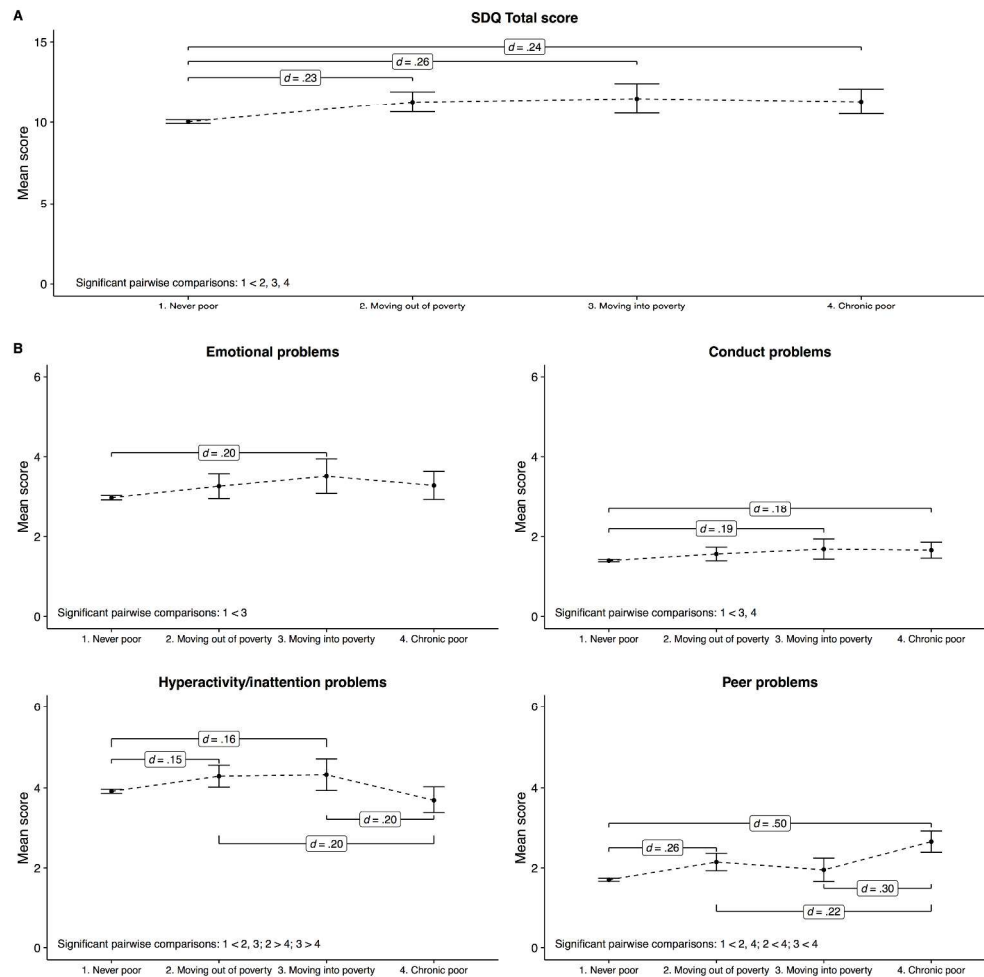 A
SDQ Total score
15
10
5
0
Mean score
d = .24
d = .26
d = .23
Significant pairwise comparisons: 1 < 2, 3, 4
1. Never poor
2. Moving out of poverty
3. Moving into poverty
4. Chronic poor
B
Emotional problems
6
4
2
0
Mean score
d = .20
Significant pairwise comparisons: 1 < 3
1. Never poor
2. Moving out of poverty
3. Moving into poverty
4. Chronic poor
Conduct problems
6
4
2
0
Mean score
d = .18
d = .19
Significant pairwise comparisons: 1 < 3, 4
1. Never poor
2. Moving out of poverty
3. Moving into poverty
4. Chronic poor
Hyperactivity/inattention problems
6
4
2
0
Mean score
d = .16
d = .15
d = .20
d = .20
Significant pairwise comparisons: 1 < 2, 3; 2 > 4; 3 > 4
1. Never poor
2. Moving out of poverty
3. Moving into poverty
4. Chronic poor
Peer problems
6
4
2
0
Mean score
d = .50
d = .26
d = .30
d = .22
Significant pairwise comparisons: 1 < 2, 4; 2 < 4; 3 < 4
1. Never poor
2. Moving out of poverty
3. Moving into poverty
4. Chronic poor